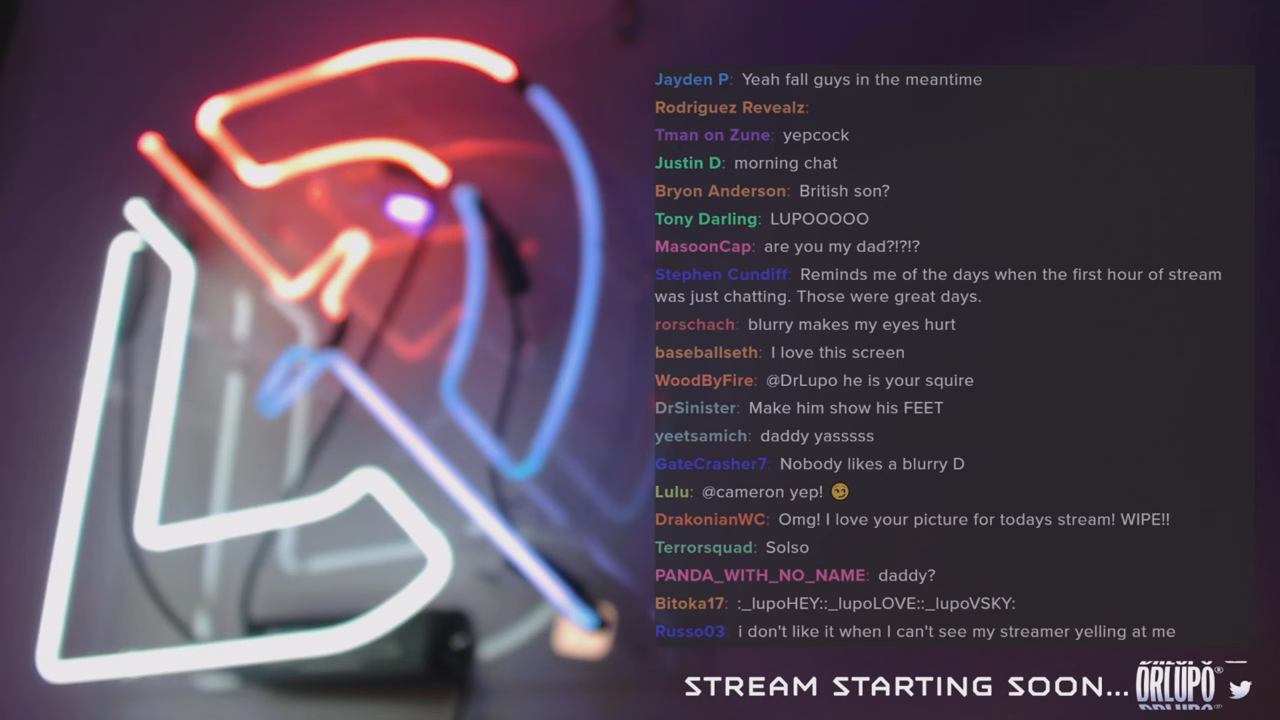 Jayden P: Yeah fall guys in the meantime
Rodriguez Revealz:
Tman on Zune: yepcock
Justin D: morning chat
Bryon Anderson: British son?
Tony Darling: LUPOOOOO
MasoonCap: are you my dad?!?!?
Stephen Cundiff: Reminds me of the days when the first hour of stream
was just chatting. Those were great days.
rorschach: blurry makes my eyes hurt
baseballseth: I love this screen
WoodByFire: @DrLupo he is your squire
DrSinister: Make him show his FEET
yeetsamich: daddy yasssss
GateCrasher7: Nobody likes a blurry D
Lulu: @cameron yep! 😏
DrakonianWC: Omg! I love your picture for todays stream! WIPE!!
Terrorsquad: Solso
PANDA_WITH_NO_NAME: daddy?
Bitoka17: :_lupoHEY::_lupoLOVE::_lupoVSKY:
Russo03: i don't like it when I can't see my streamer yelling at me
STREAM STARTING SOON... DRLUPO®